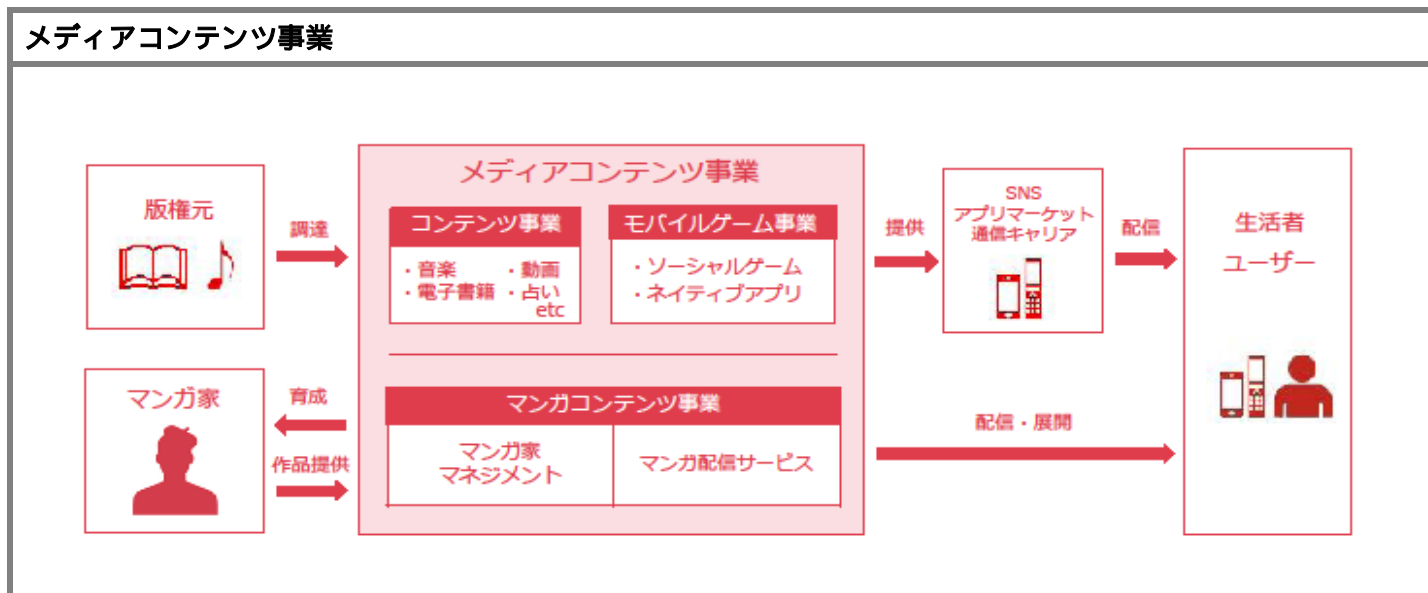 メディアコンテンツ事業
版権元
調達
メディアコンテンツ事業
コンテンツ事業
・音楽 ・動画
・電子書籍 ・占い
etc
モバイルゲーム事業
・ソーシャルゲーム
・ネイティブアプリ
提供
SNS
アプリマーケット
通信キャリア
配信
生活者
ユーザー
マンガ家
育成
作品提供
マンガコンテンツ事業
マンガ家
マネジメント
マンガ配信サービス
配信・展開